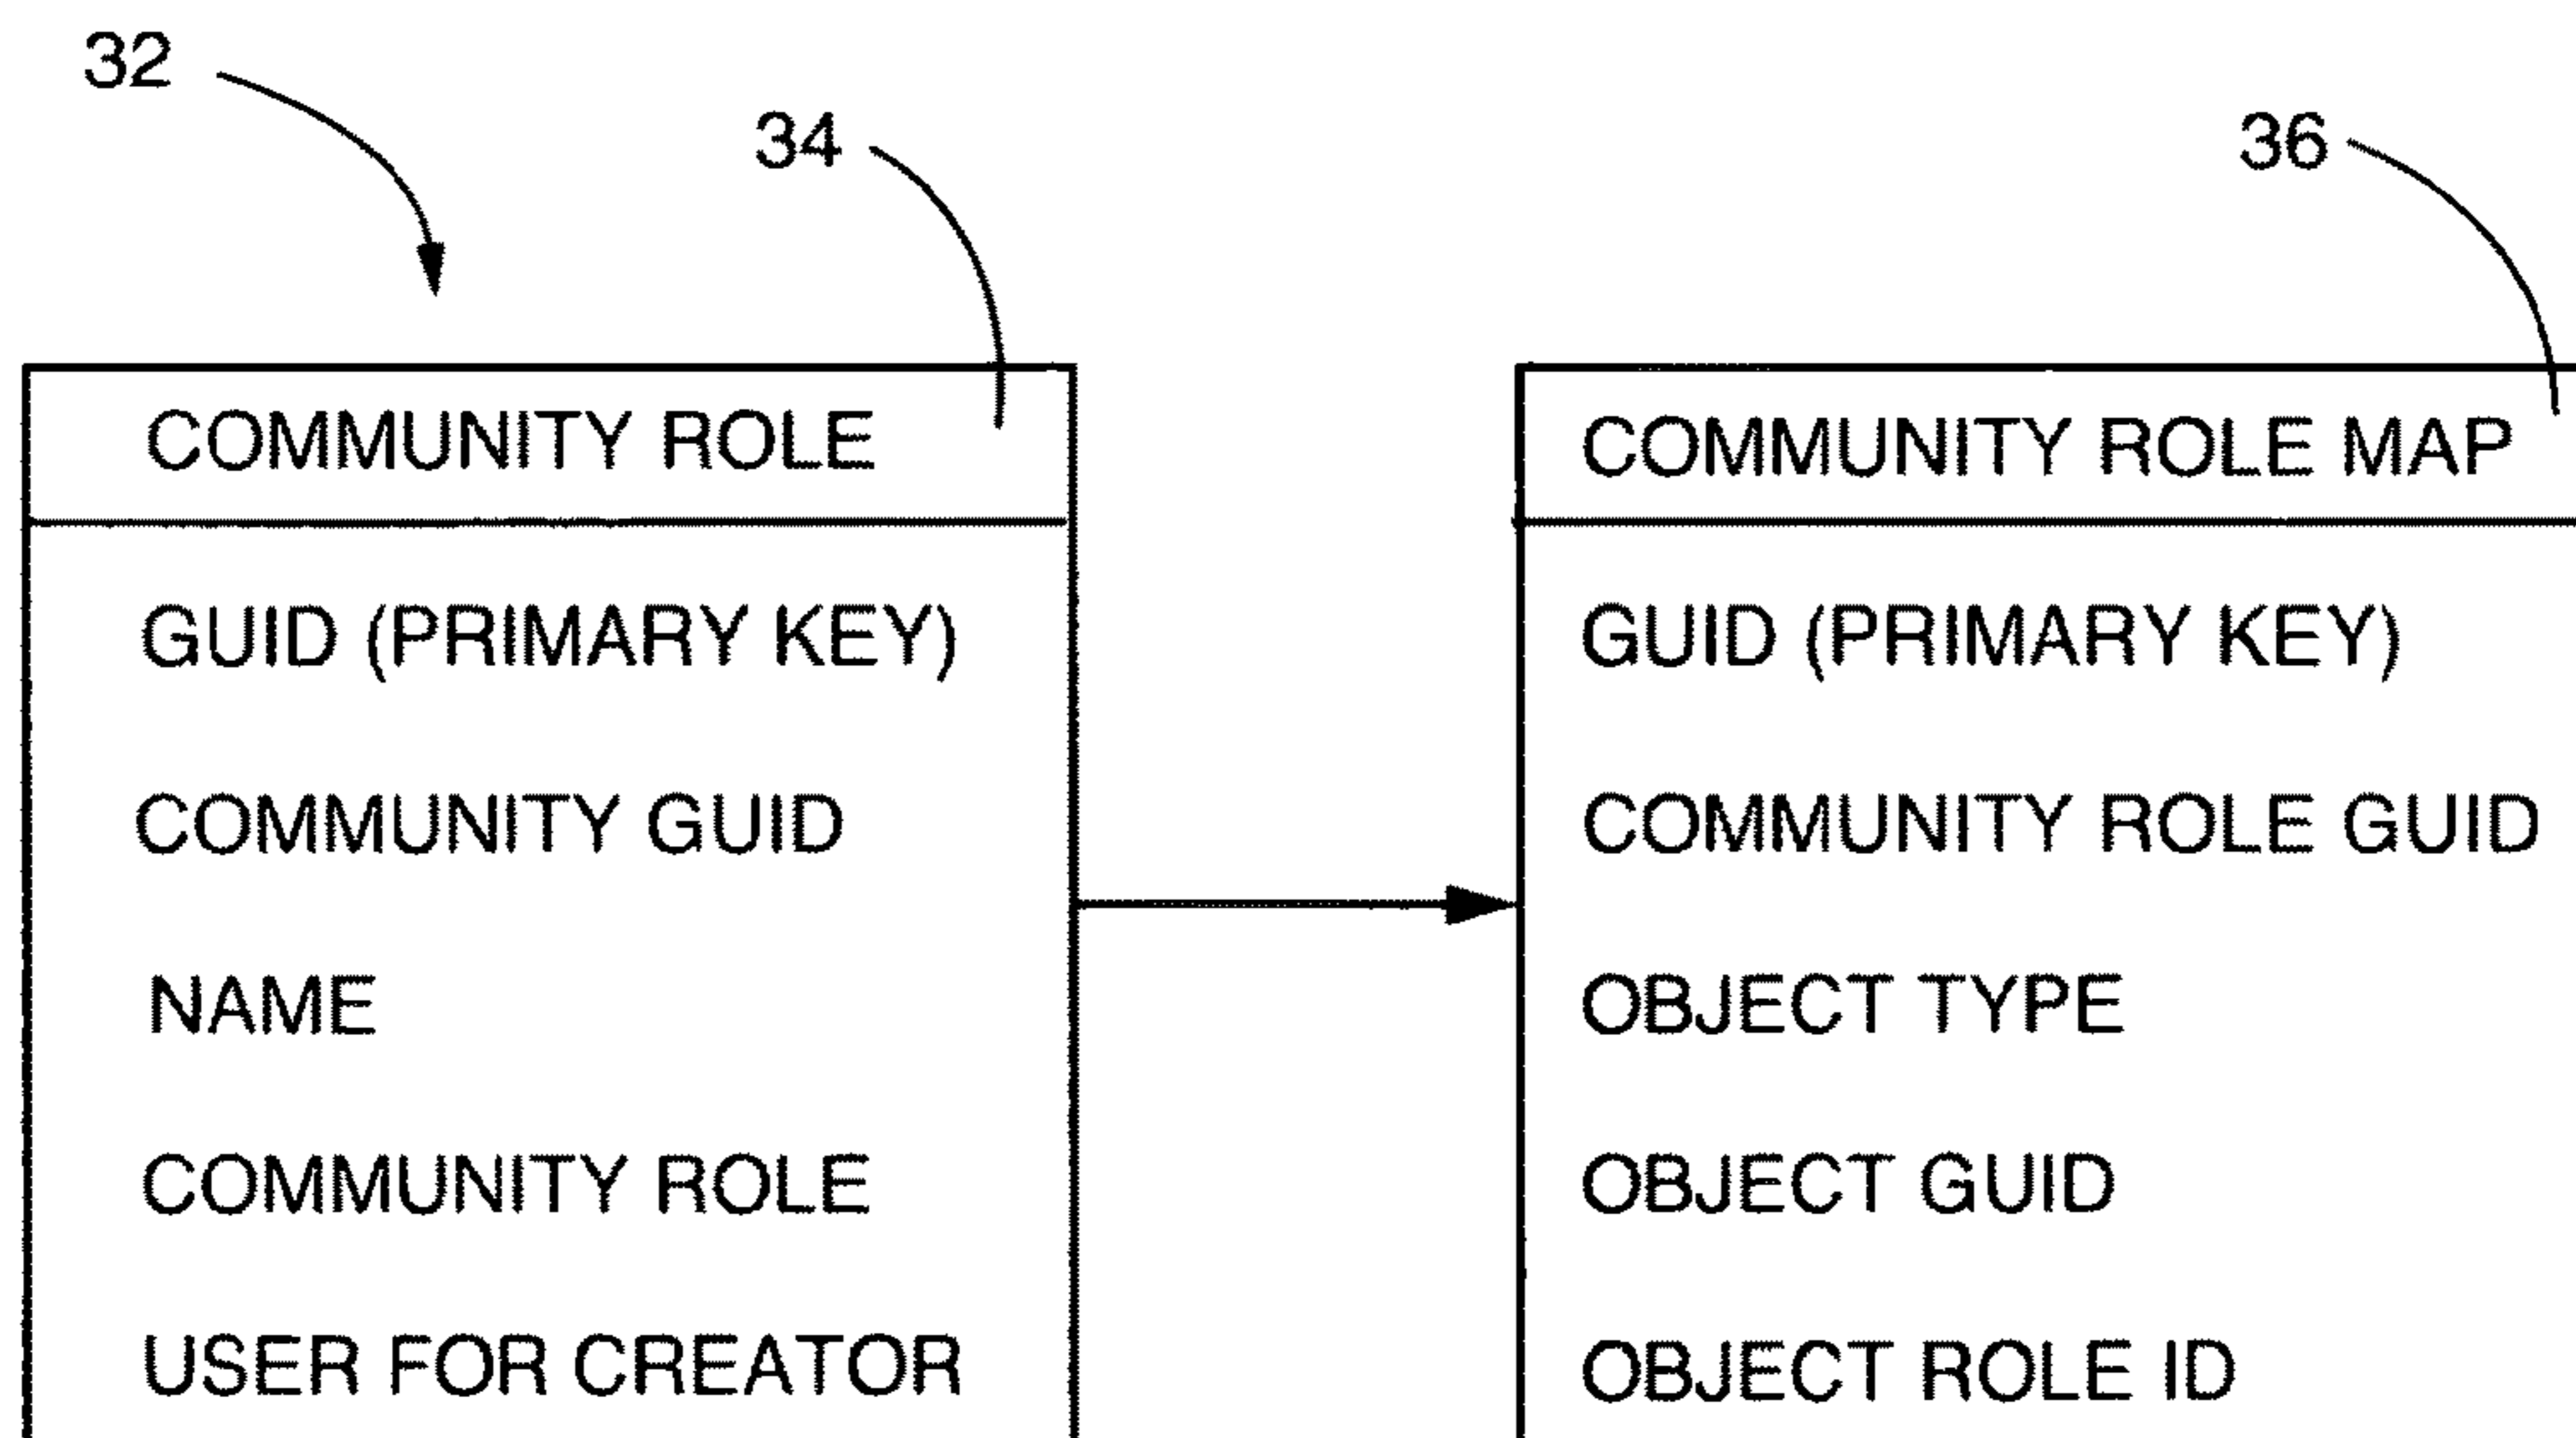 32
34
36
COMMUNITY ROLE
GUID (PRIMARY KEY)
COMMUNITY GUID
NAME
COMMUNITY ROLE
USER FOR CREATOR
COMMUNITY ROLE MAP
GUID (PRIMARY KEY)
COMMUNITY ROLE GUID
OBJECT TYPE
OBJECT GUID
OBJECT ROLE ID